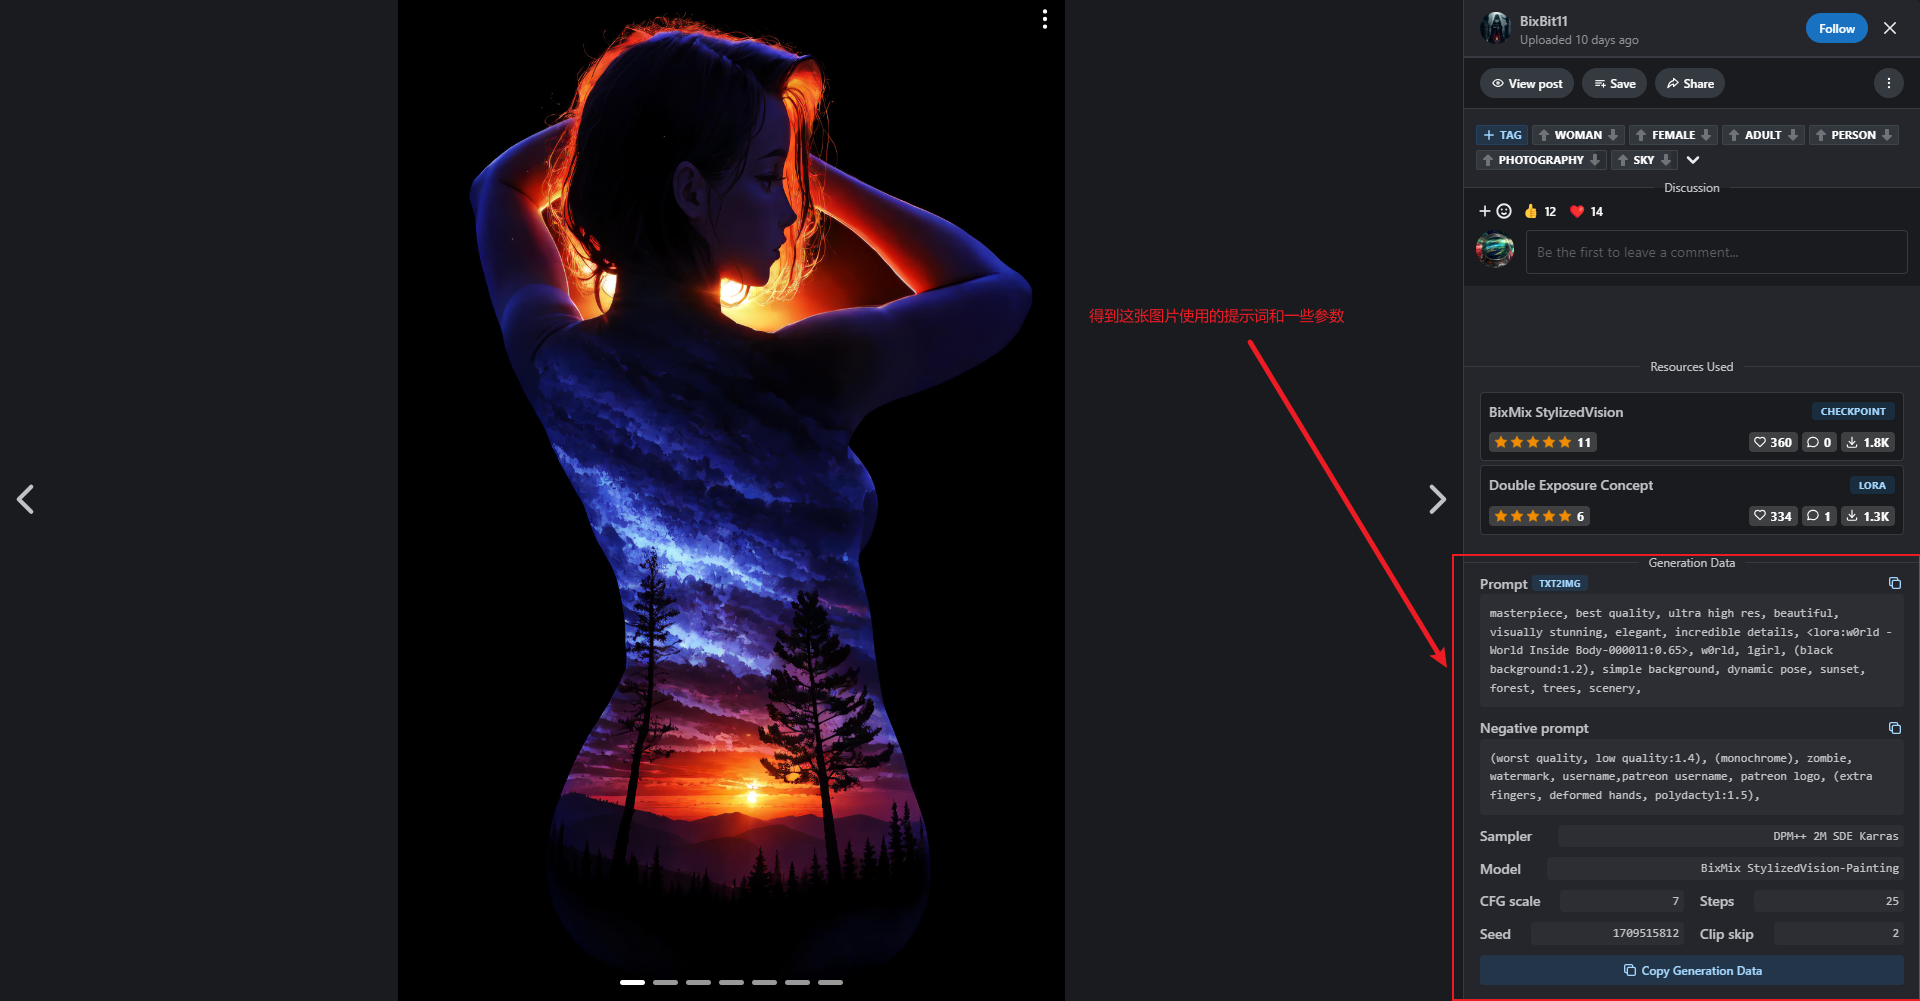 BixBit11
Uploaded 10 days ago
Follow
View post
Save
Share
TAG
WOMAN
FEMALE
ADULT
PERSON
PHOTOGRAPHY
SKY
Discussion
12
14
Be the first to leave a comment...
得到这张图片使用的提示词和一些参数
Resources Used
BixMix StylizedVision
CHECKPOINT
11
360
0
1.8K
Double Exposure Concept
LORA
6
334
1
1.3K
Generation Data
Prompt
TXT2IMG
masterpiece, best quality, ultra high res, beautiful,
visually stunning, elegant, incredible details, <lora:w0rld -
World Inside Body-000011:0.65>, w0rld, 1girl, (black
background:1.2), simple background, dynamic pose, sunset,
forest, trees, scenery,
Negative prompt
(worst quality, low quality:1.4), (monochrome), zombie,
watermark, username,patreon username, patreon logo, (extra
fingers, deformed hands, polydactyl:1.5),
Sampler
DPM++ 2M SDE Karras
Model
BixMix StylizedVision-Painting
CFG scale
7
Steps
25
Seed
1709515812
Clip skip
2
Copy Generation Data